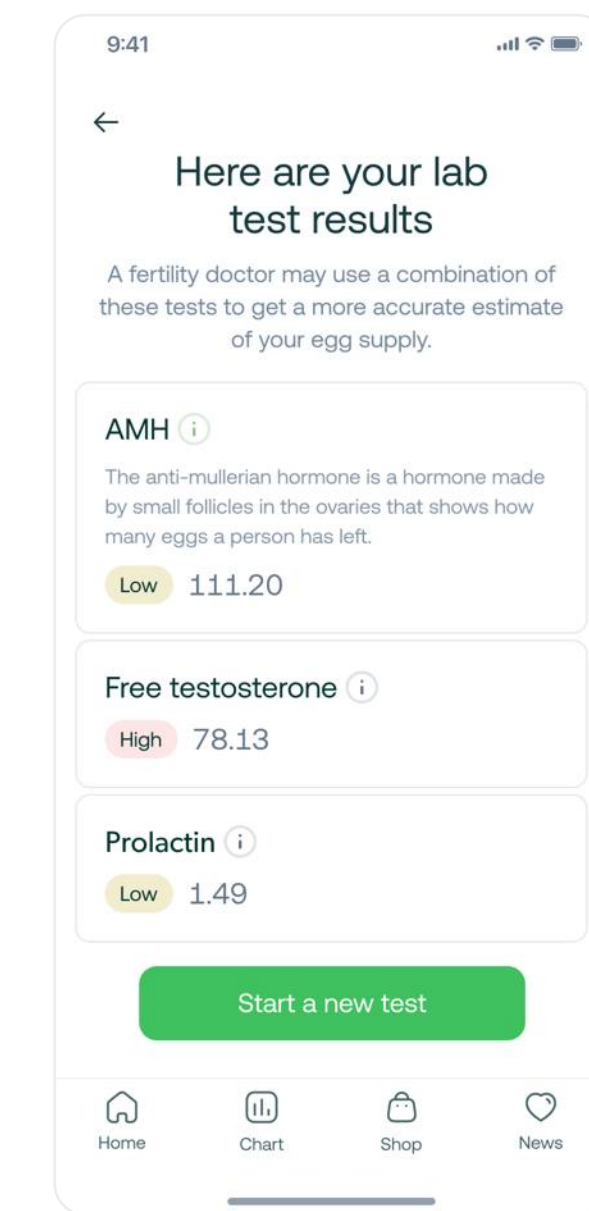 9:41
Here are your lab
test results
A fertility doctor may use a combination of
these tests to get a more accurate estimate
of your egg supply.
AMH i
The anti-mullerian hormone is a hormone made
by small follicles in the ovaries that shows how
many eggs a person has left.
Low 111.20
Free testosterone i
High 78.13
Prolactin i
Low 1.49
Start a new test
Home Chart Shop News